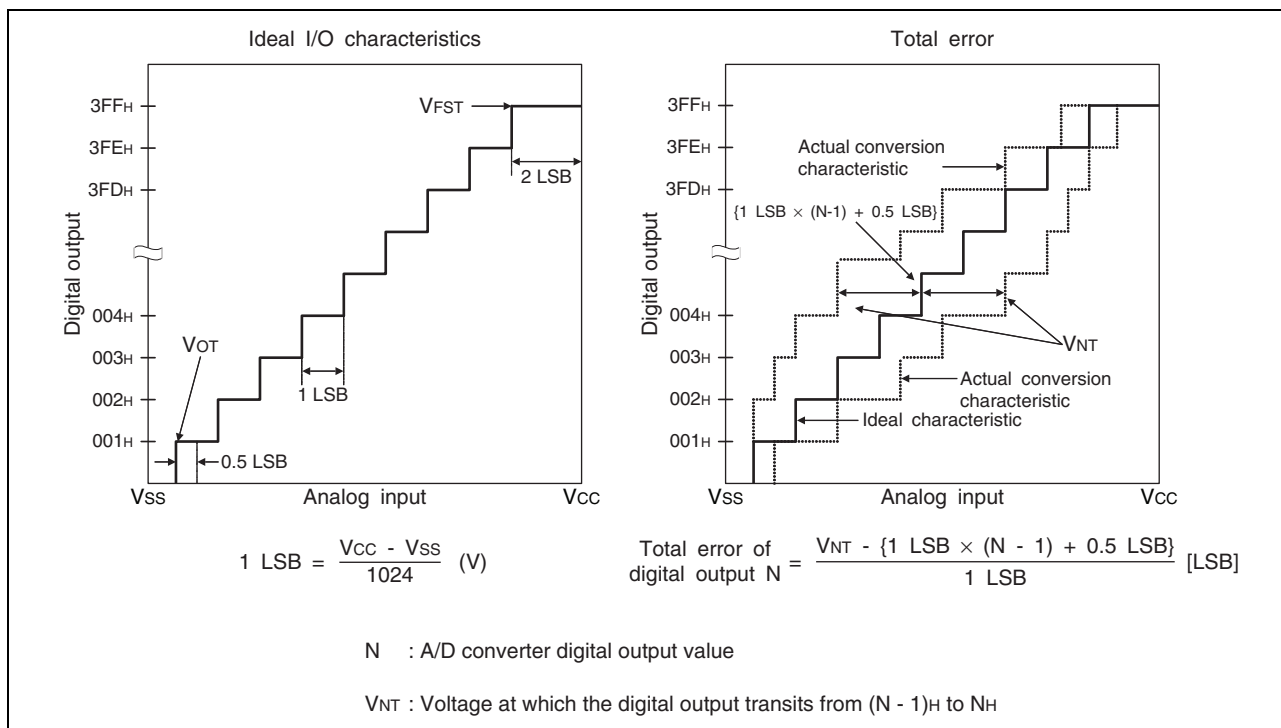 Ideal I/O characteristics
3FFH
3FEH
3FDH
004H
003H
002H
001H
Digital output
VFST
2 LSB
1 LSB
VOT
0.5 LSB
VSS
Analog input
VCC
1 LSB = VCC - VSS / 1024 (V)
Total error
3FFH
3FEH
3FDH
004H
003H
002H
001H
Digital output
Actual conversion
characteristic
{1 LSB × (N-1) + 0.5 LSB}
VNT
Actual conversion
characteristic
Ideal characteristic
VSS
Analog input
VCC
Total error of
digital output N = VNT - {1 LSB × (N - 1) + 0.5 LSB} / 1 LSB [LSB]
N : A/D converter digital output value
VNT : Voltage at which the digital output transits from (N - 1)H to NH